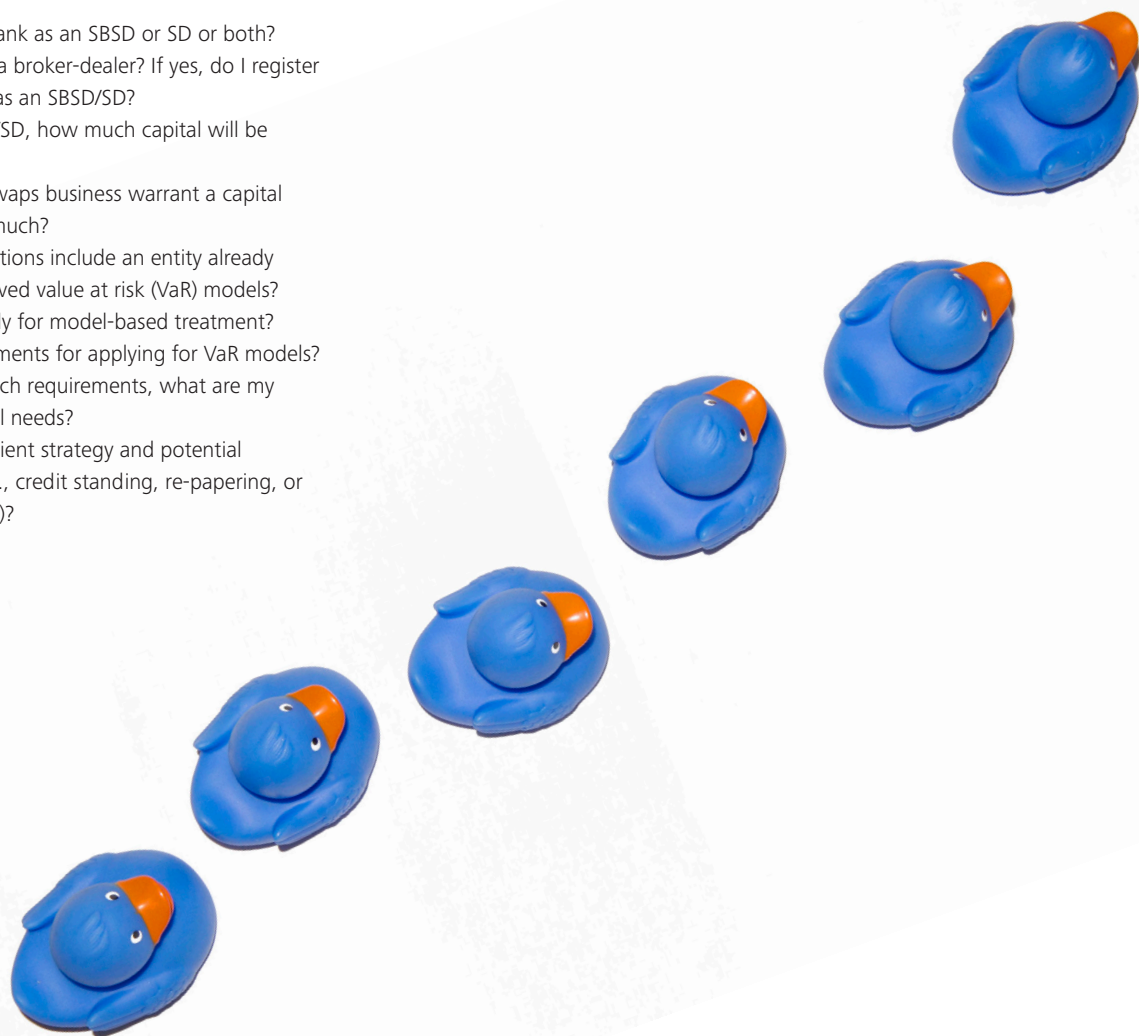 ank as an SBSD or SD or both?
a broker-dealer? If yes, do I register
as an SBSD/SD?
/SD, how much capital will be
waps business warrant a capital
much?
tions include an entity already
ved value at risk (VaR) models?
ly for model-based treatment?
ments for applying for VaR models?
ch requirements, what are my
l needs?
ient strategy and potential
., credit standing, re-papering, or
)?